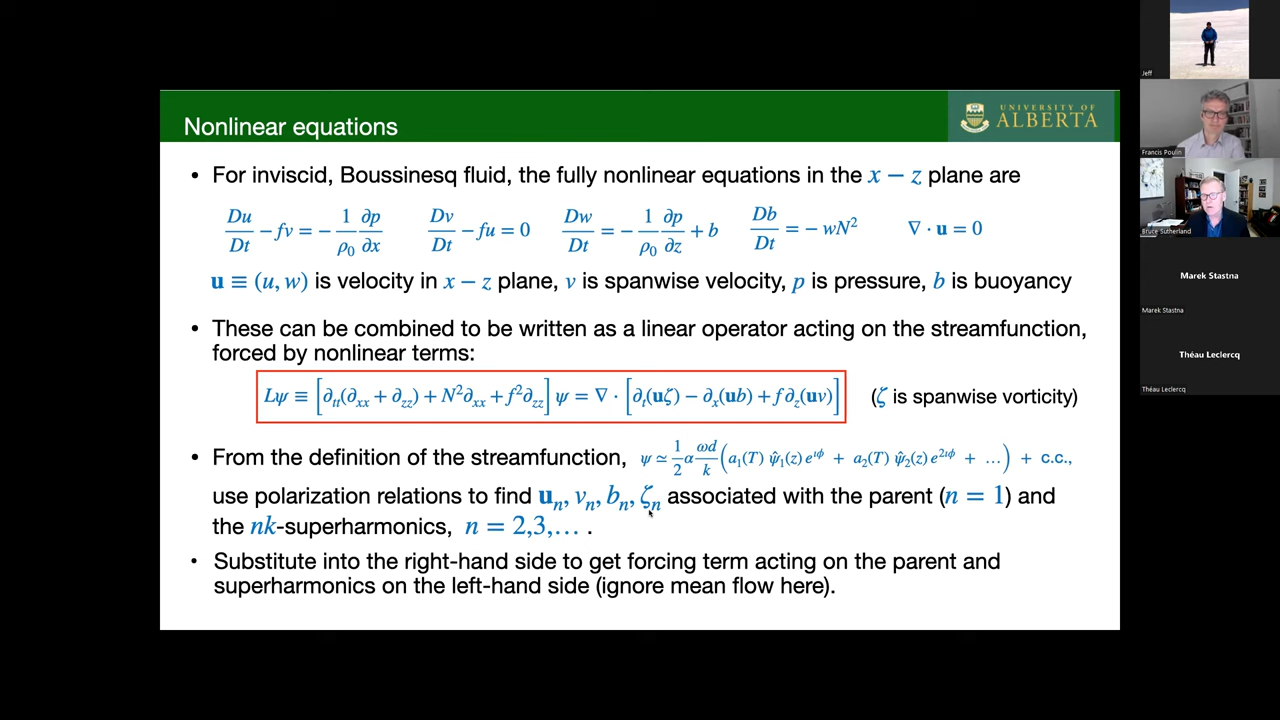 Nonlinear equations
UNIVERSITY OF
ALBERTA
• For inviscid, Boussinesq fluid, the fully nonlinear equations in the x − z plane are
Du/Dt − fv = − 1/ρ₀ ∂p/∂x    Dv/Dt − fu = 0    Dw/Dt = − 1/ρ₀ ∂p/∂z + b    Db/Dt = − wN²    ∇ · u = 0
u ≡ (u, w) is velocity in x − z plane, v is spanwise velocity, p is pressure, b is buoyancy
• These can be combined to be written as a linear operator acting on the streamfunction,
forced by nonlinear terms:
Lψ ≡ [∂ₜₜ(∂ₓₓ + ∂_zz) + N²∂ₓₓ + f²∂_zz] ψ = ∇ · [∂ₜ(uζ) − ∂ₓ(ub) + f∂_z(uv)]    (ζ is spanwise vorticity)
• From the definition of the streamfunction, ψ ≃ 1/2 α ωd/k (a₁(T) ψ̂₁(z) e^{ıϕ} + a₂(T) ψ̂₂(z) e^{2ıϕ} + …) + c.c.,
use polarization relations to find uₙ, vₙ, bₙ, ζₙ associated with the parent (n = 1) and
the nk-superharmonics, n = 2,3,… .
• Substitute into the right-hand side to get forcing term acting on the parent and
superharmonics on the left-hand side (ignore mean flow here).
Jeff
Francis Poulin
Bruce Sutherland
Marek Stastna
Marek Stastna
Théau Leclercq
Théau Leclercq